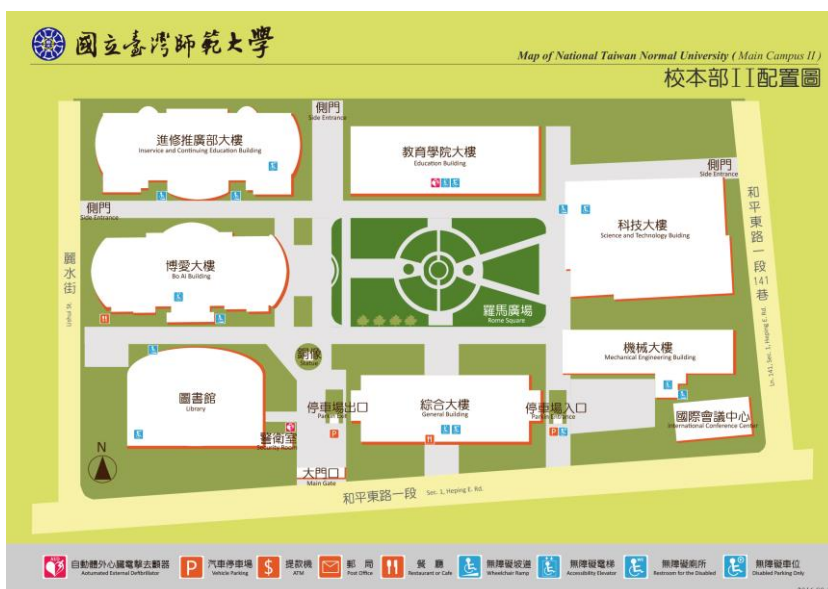 國立臺灣師範大學
Map of National Taiwan Normal University ( Main Campus II )
校本部II配置圖
側門
Side Entrance
進修推廣部大樓
Inservice and Continuing Education Building
教育學院大樓
Education Building
側門
Side Entrance
側門
Side Entrance
科技大樓
Science and Technology Buiding
和平東路一段141巷
Ln. 141, Sec. 1, Heping E. Rd.
麗水街
Lishui St.
博愛大樓
Bo Ai Building
羅馬廣場
Rome Square
機械大樓
Mechanical Engineering Building
銅像
Statue
圖書館
Library
停車場出口
Parkin Exit
P
綜合大樓
General Building
停車場入口
Parkin Entrance
P
國際會議中心
International Conference Center
警衛室
Security Room
N
大門口
Main Gate
和平東路一段 Sec. 1, Heping E. Rd.
AED 自動體外心臟電擊去顫器
Automated External Defibrillator
P 汽車停車場
Vehicle Parking
$ 提款機
ATM
郵局
Post Office
餐廳
Restaurant or Cafe
無障礙坡道
Wheelchair Ramp
無障礙電梯
Accessibility Elevator
無障礙廁所
Restroom for the Disabled
無障礙車位
Disabled Parking Only